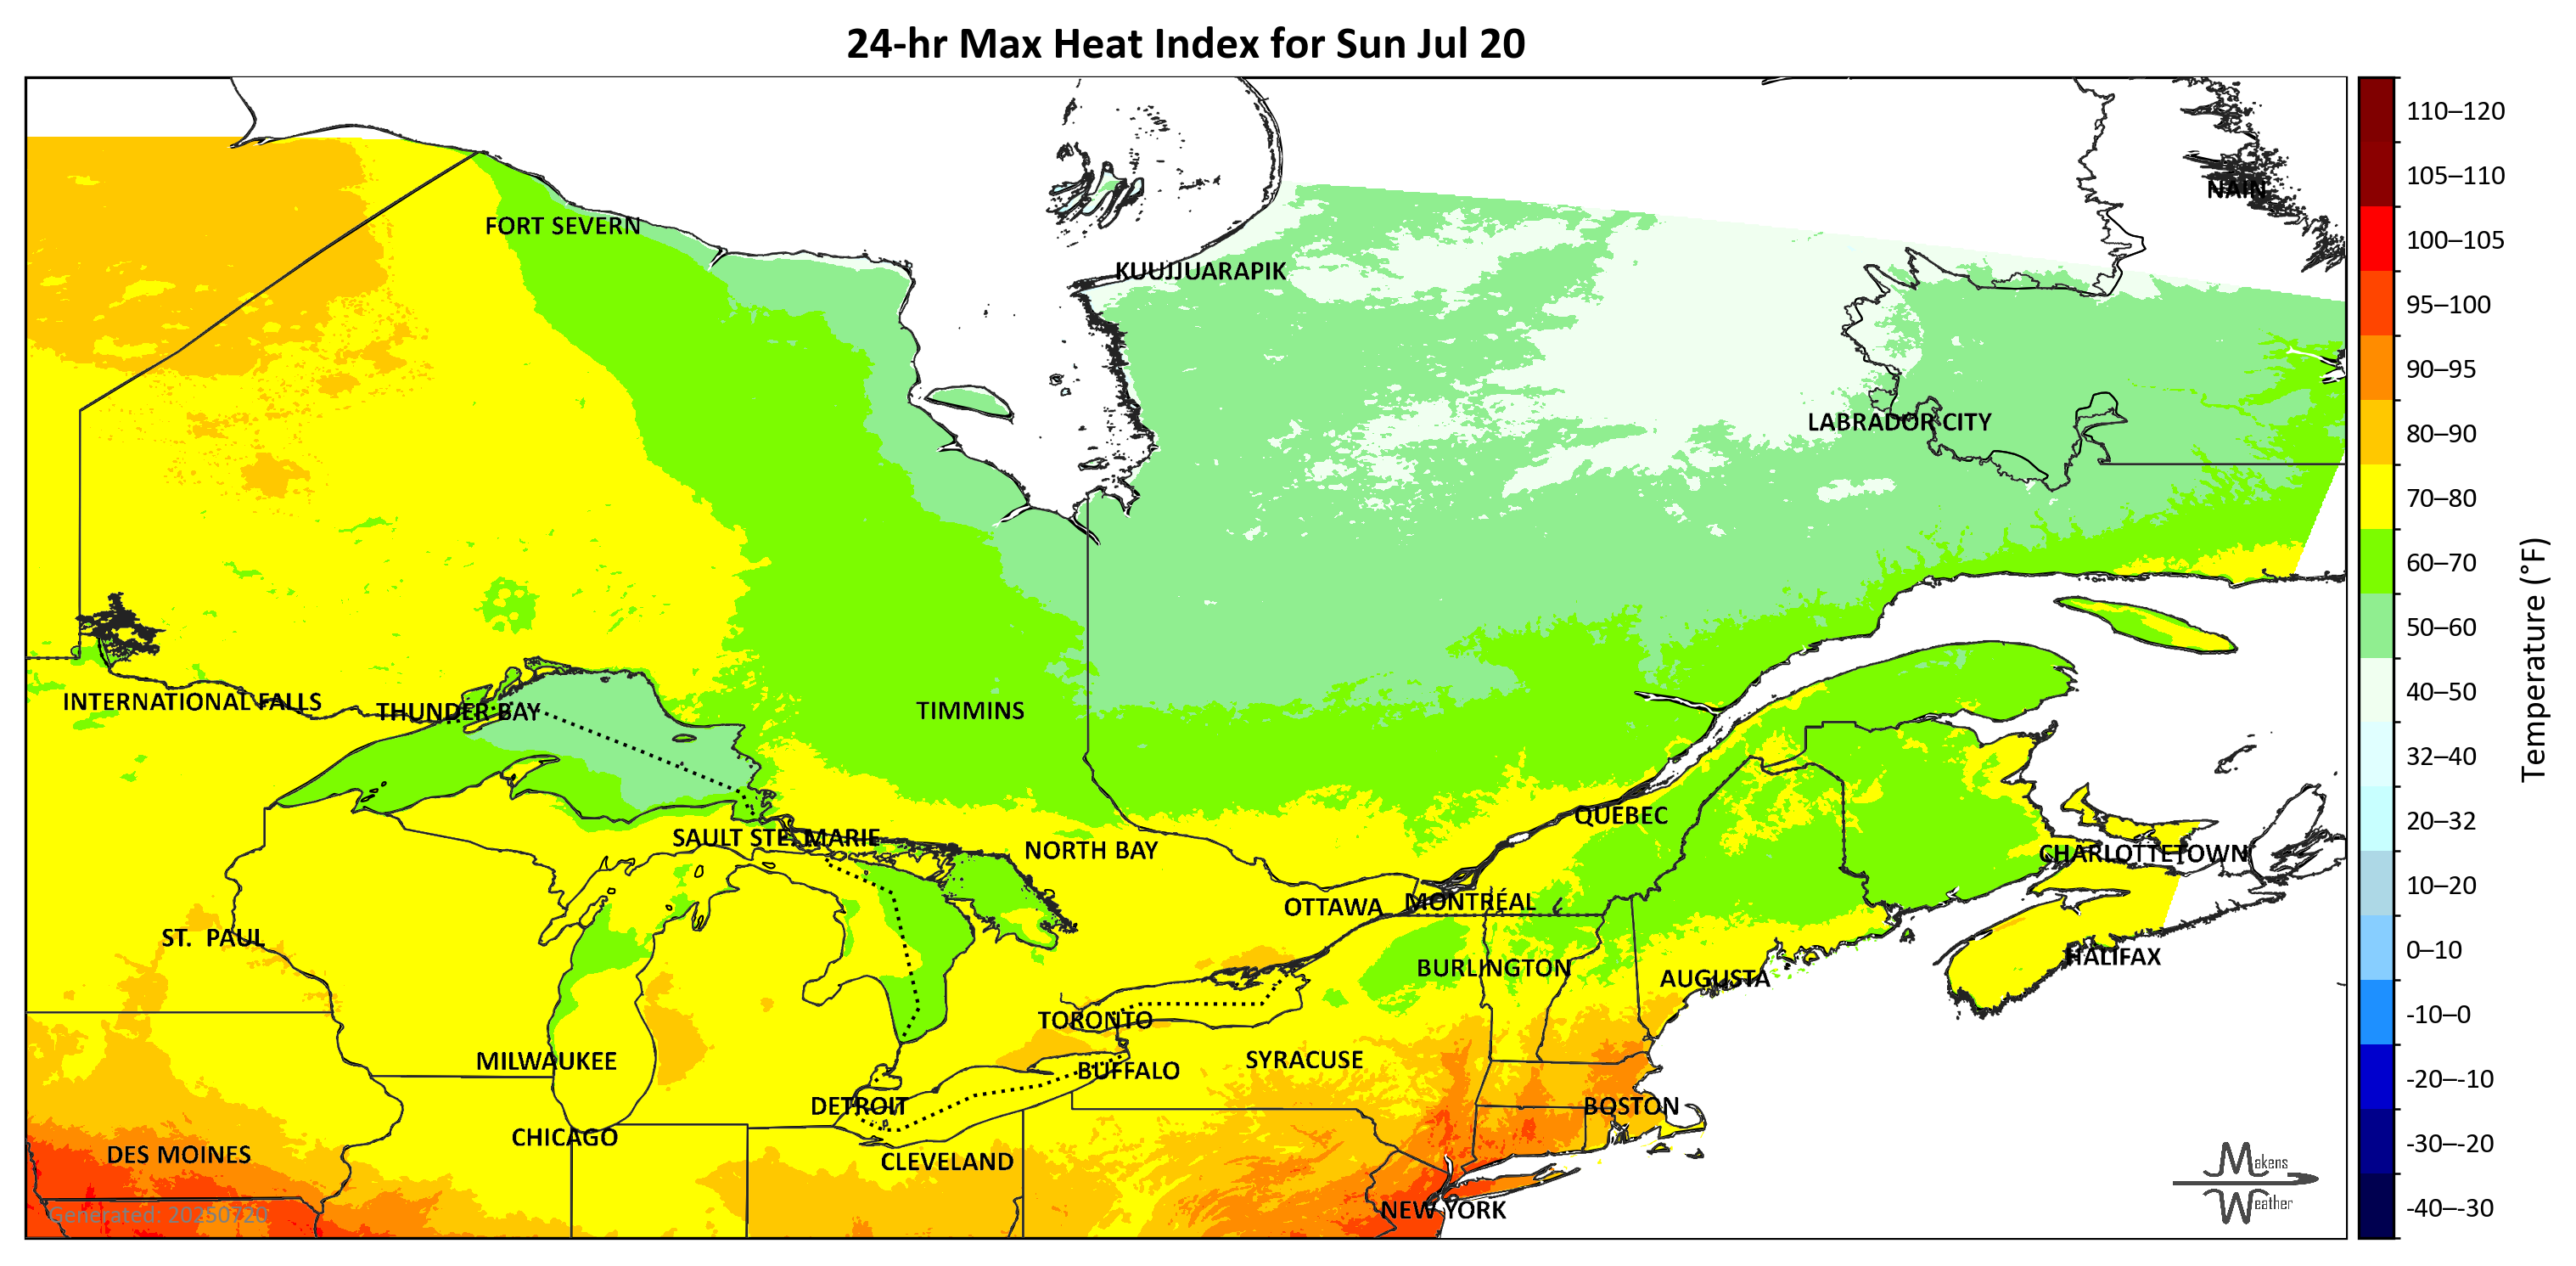 24-hr Max Heat Index for Sun Jul 20
110–120
105–110
NAIN
FORT SEVERN
100–105
KUUJJUARAPIK
95–100
90–95
LABRADOR CITY
80–90
70–80
60–70
50–60
Temperature (°F)
40–50
INTERNATIONAL FALLS
THUNDER BAY
TIMMINS
32–40
QUEBEC
20–32
SAULT STE. MARIE
NORTH BAY
CHARLOTTETOWN
10–20
OTTAWA
MONTRÉAL
ST. PAUL
0–10
HALIFAX
BURLINGTON
AUGUSTA
-10–0
TORONTO
MILWAUKEE
SYRACUSE
BUFFALO
-20–-10
DETROIT
BOSTON
CHICAGO
-30–-20
DES MOINES
CLEVELAND
Makens
Weather
NEW YORK
-40–-30
Generated: 20250720